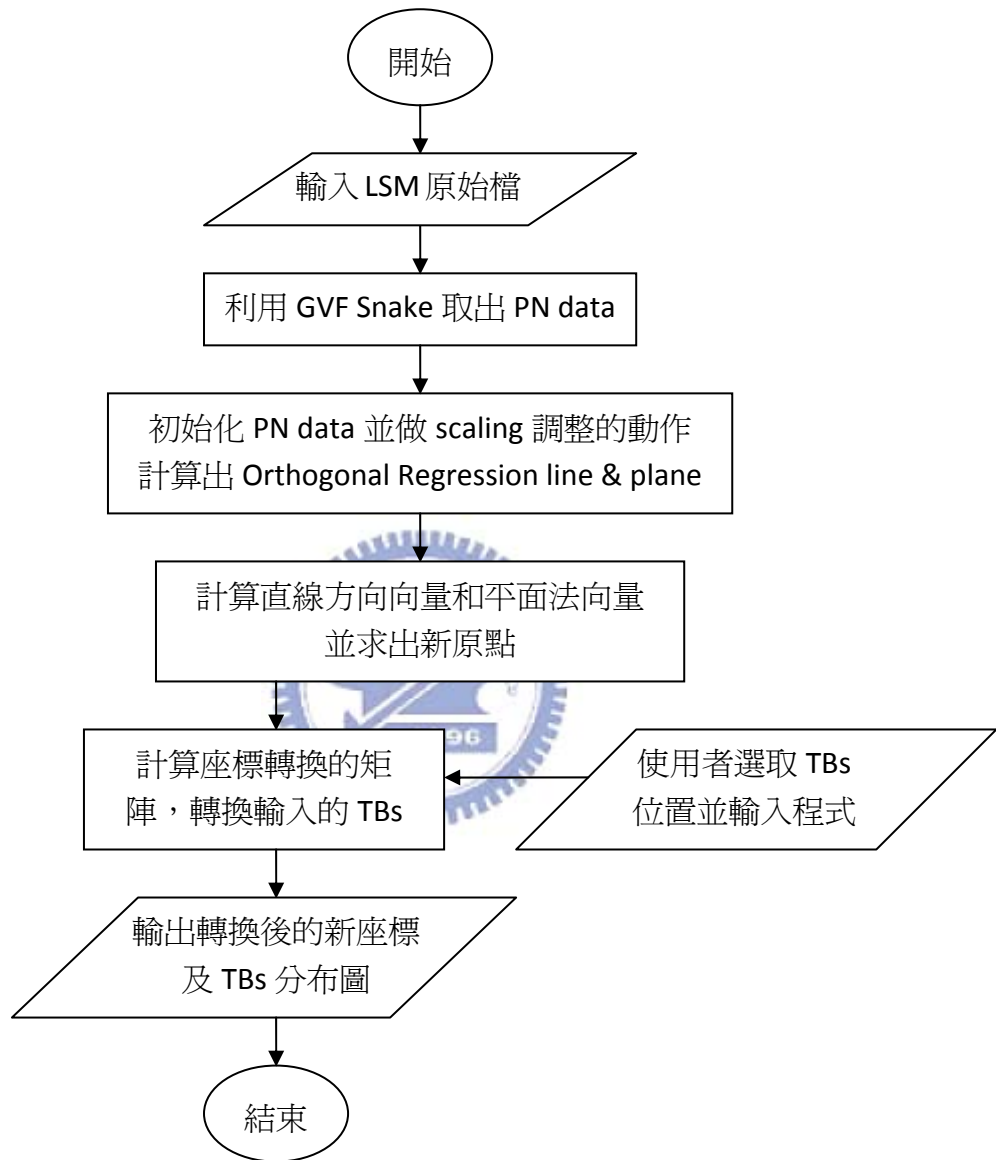 開始
輸入 LSM 原始檔
利用 GVF Snake 取出 PN data
初始化 PN data 並做 scaling 調整的動作
計算出 Orthogonal Regression line & plane
計算直線方向向量和平面法向量
並求出新原點
計算座標轉換的矩
陣，轉換輸入的 TBs
使用者選取 TBs
位置並輸入程式
輸出轉換後的新座標
及 TBs 分布圖
結束
96